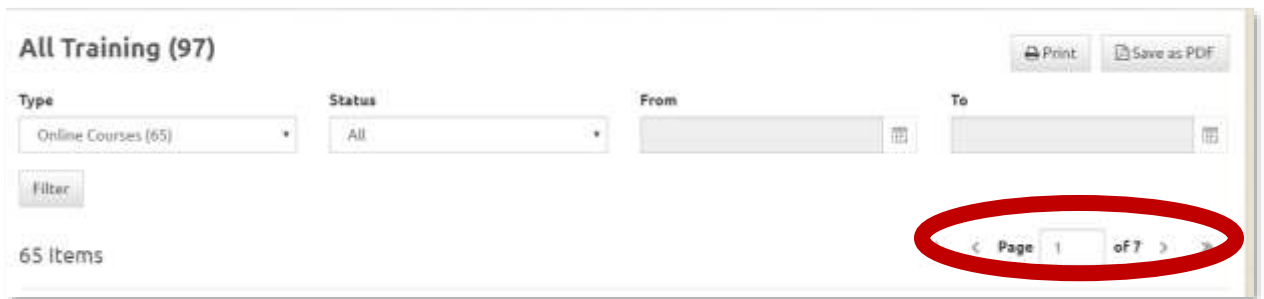 All Training (97)
Print
Save as PDF
Type
Status
From
To
Online Courses (65)
All
Filter
65 Items
< Page 1 of 7 > »